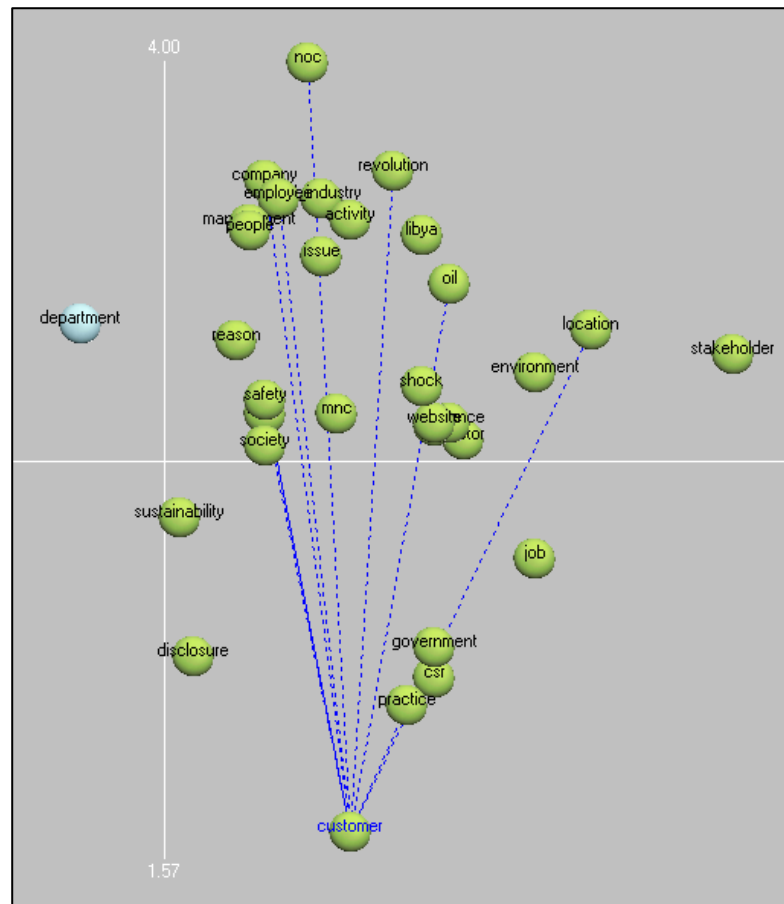 4.00
noc
revolution
company
employee
industry
people
activity
libya
issue
oil
department
location
reason
stakeholder
environment
shock
safety
mnc
website
society
sustainability
job
government
disclosure
csr
practice
customer
1.57